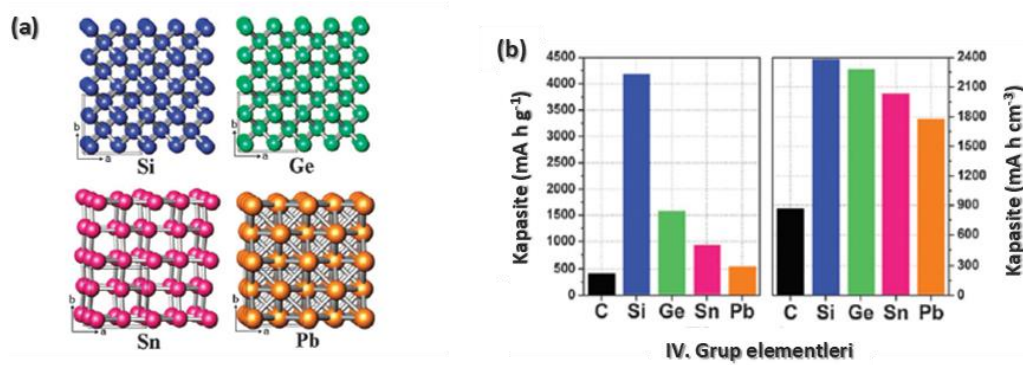 (a)
b
a
Si
b
a
Ge
b
a
Sn
b
a
Pb
(b)
Kapasite (mA h g⁻¹)
4500
4000
3500
3000
2500
2000
1500
1000
500
0
C Si Ge Sn Pb
C Si Ge Sn Pb
2400
2100
1800
1500
1200
900
600
300
0
Kapasite (mA h cm⁻³)
IV. Grup elementleri